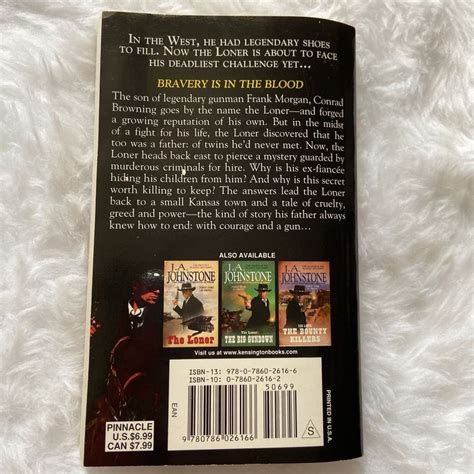 IN THE WEST, HE HAD LEGENDARY SHOES
TO FILL. NOW THE LONER IS ABOUT TO FACE
HIS DEADLIEST CHALLENGE YET...
BRAVERY IS IN THE BLOOD
The son of legendary gunman Frank Morgan, Conrad
Browning goes by the name the Loner—and forged
a growing reputation of his own. But in the midst
of a fight for his life, the Loner discovered that he
too was a father: of twins he'd never met. Now, the
Loner heads back east to pierce a mystery guarded by
murderous criminals for hire. Why is his ex-fiancée
hiding his children from him? And why is this secret
worth killing to keep? The answers lead the Loner
back to a small Kansas town and a tale of cruelty,
greed and power—the kind of story his father always
knew how to end: with courage and a gun...
ALSO AVAILABLE
J.A. JOHNSTONE
The Loner
J.A. JOHNSTONE
The Loner:
THE BIG GUNDOWN
J.A. JOHNSTONE
THE LONER:
THE BOUNTY
KILLERS
Visit us at www.kensingtonbooks.com
ISBN-13: 978-0-7860-2616-6
ISBN-10: 0-7860-2616-2
50699
EAN
9 780786 026166
S
PRINTED IN U.S.A.
PINNACLE
U.S.$6.99
CAN $7.99